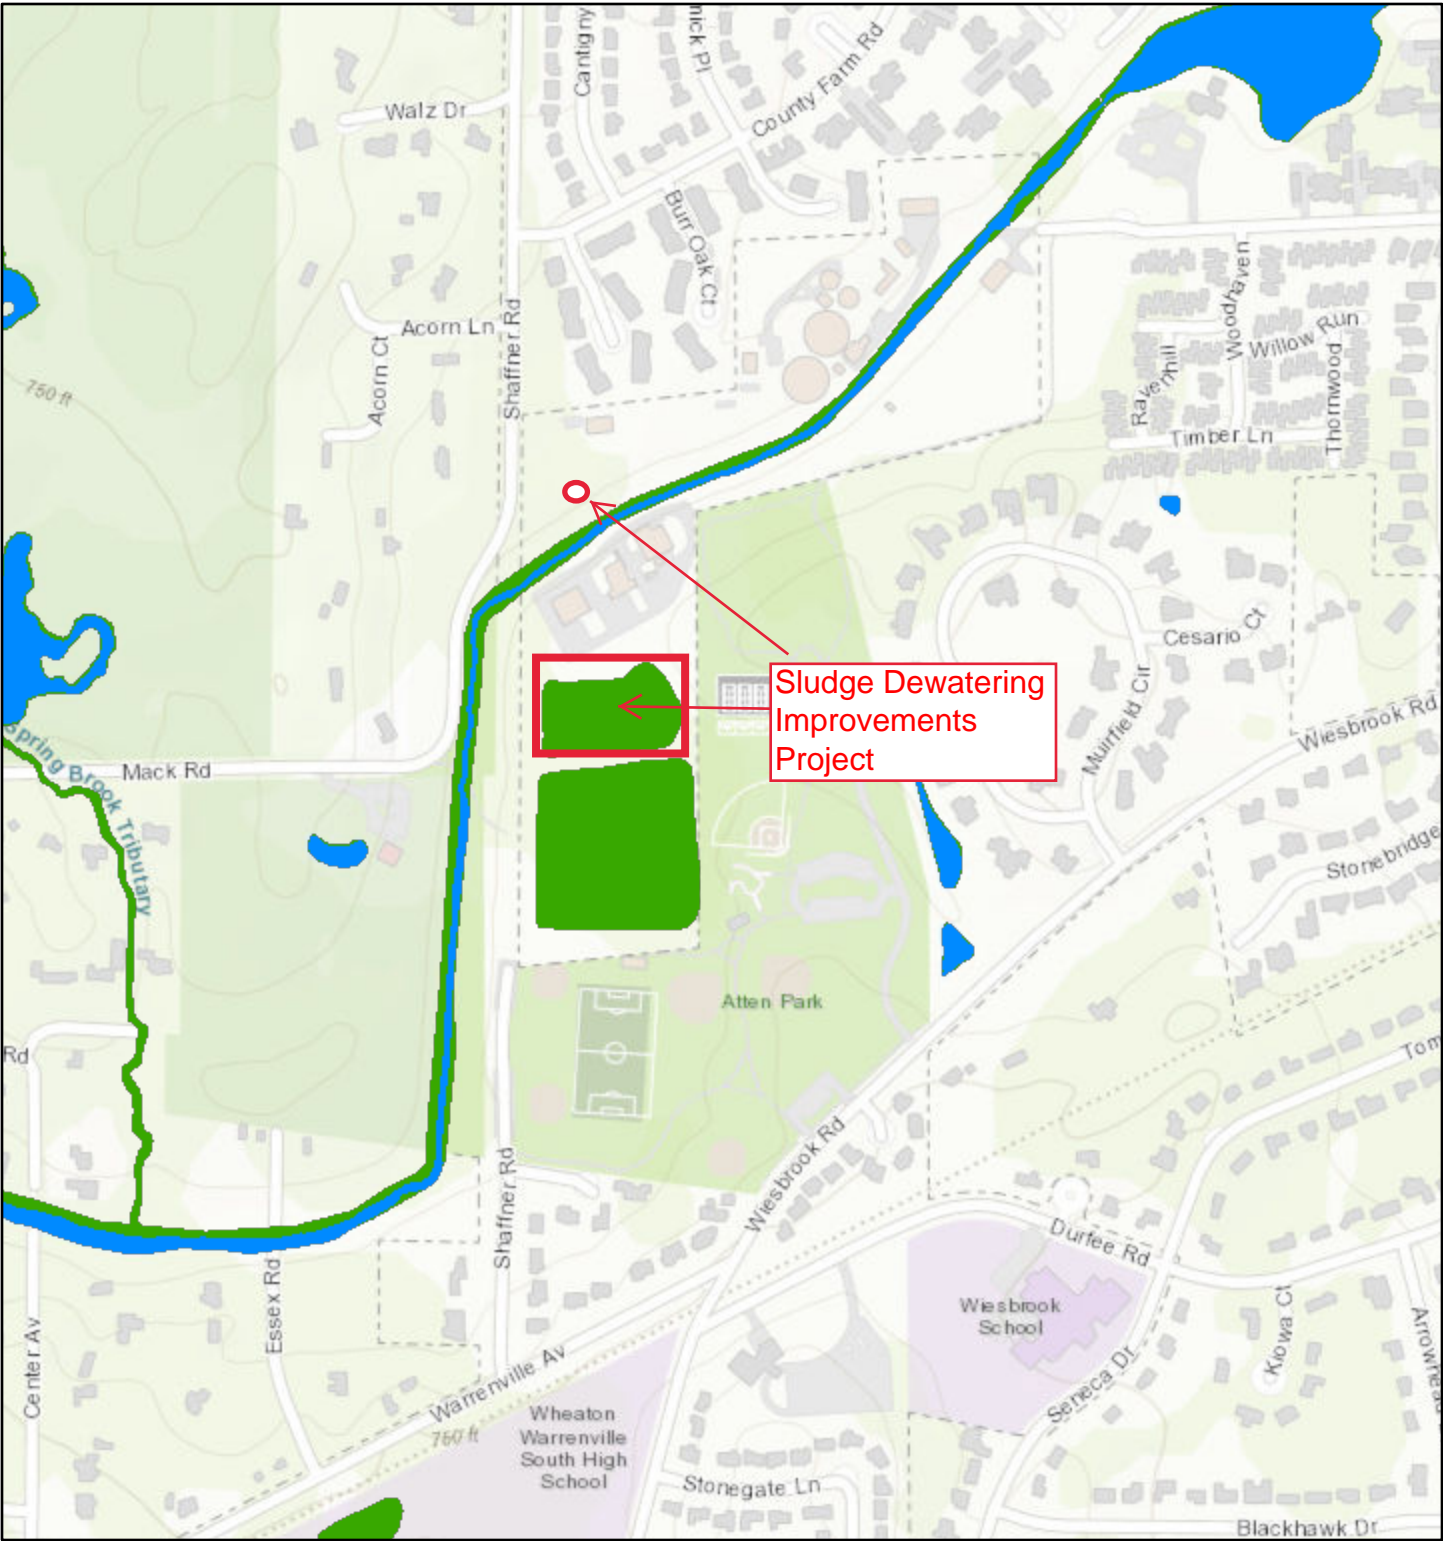 Cantigny
nick Pl
County Farm Rd
Walz Dr
Burr Oak Ct
Acorn Ln
Shaffner Rd
Acorn Ct
750 ft
Woodhaven
Willow Run
Ravenhill
Thornwood
Timber Ln
Cesario Ct
Muirfield Cir
Wiesbrook Rd
Sludge Dewatering
Improvements
Project
Spring Brook Tributary
Mack Rd
Stonebridge
Atten Park
Rd
Tom
Wiesbrook Rd
Shaffner Rd
Durfee Rd
Essex Rd
Center Av
Wiesbrook
School
Kiowa Ct
Arrowhead
Seneca Dr
Warrenville Av
760 ft
Wheaton
Warrenville
South High
School
Stonegate Ln
Blackhawk Dr